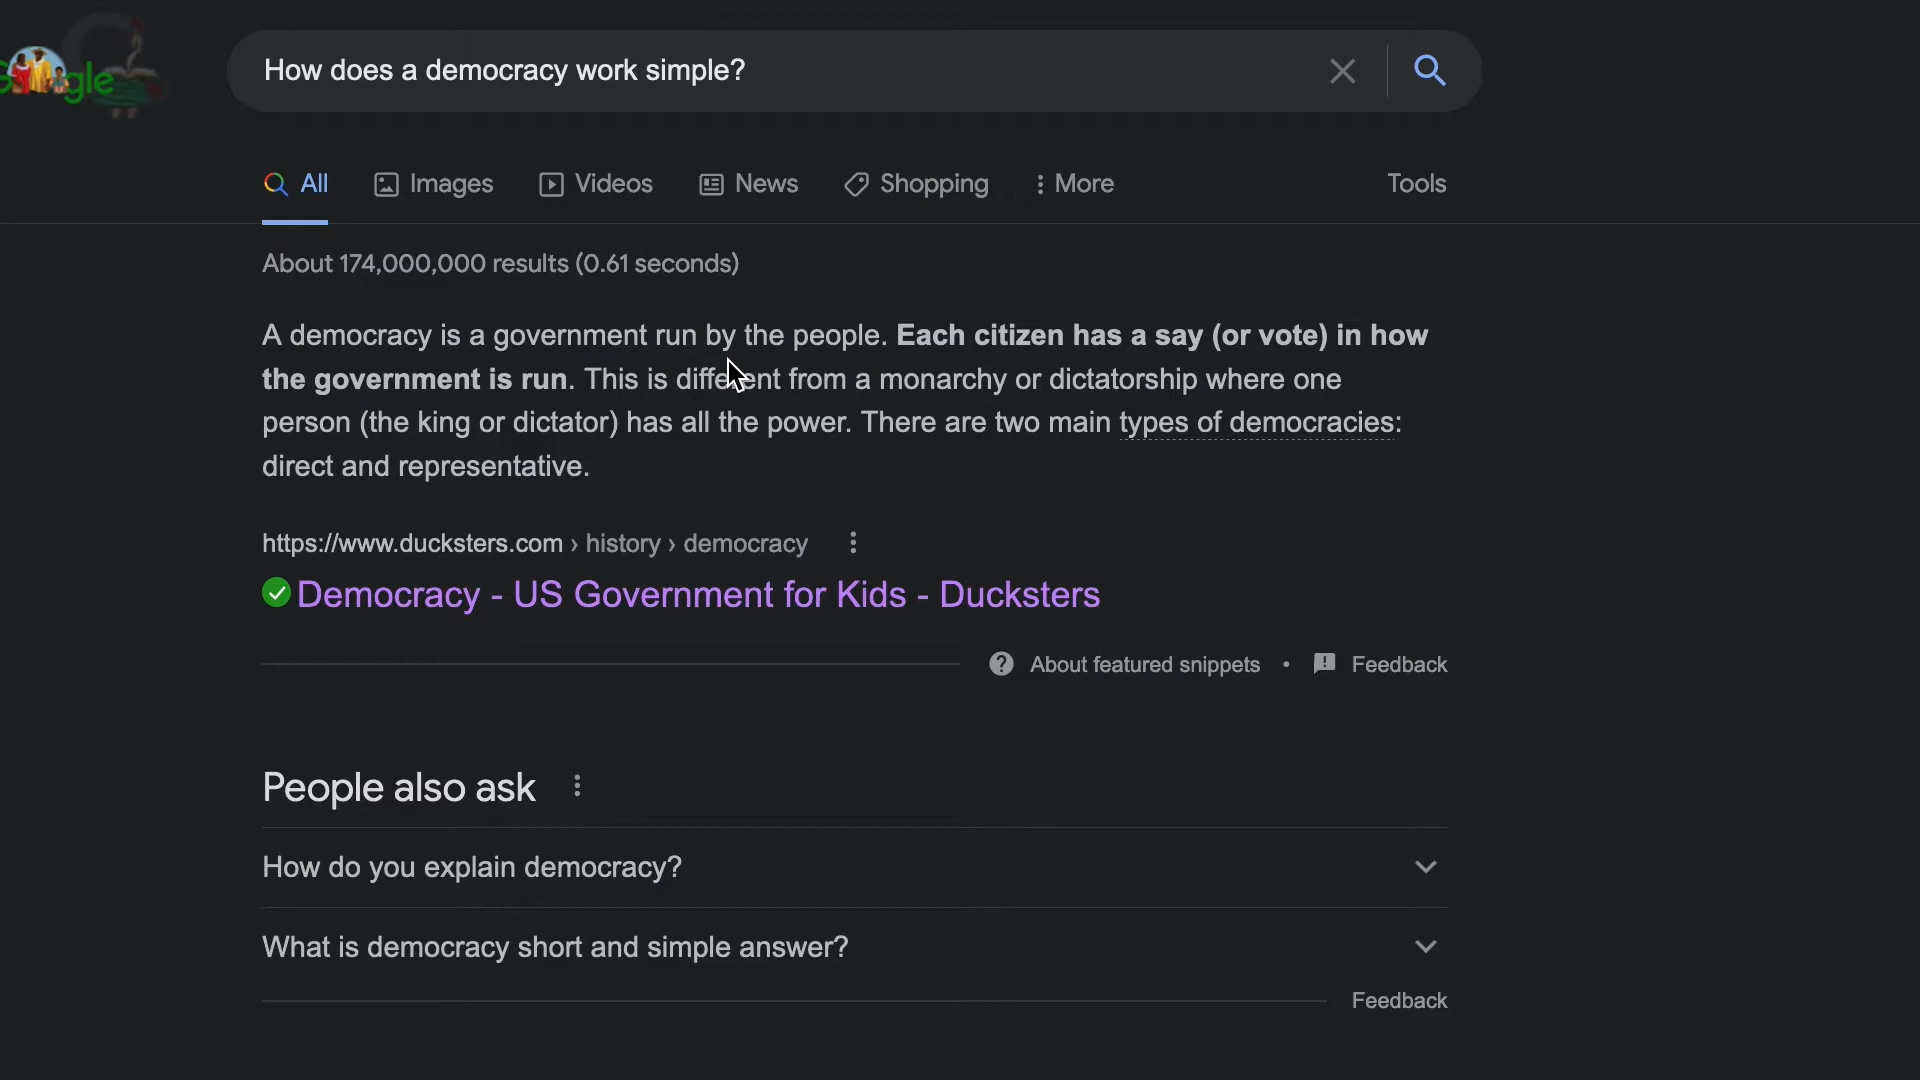 gle
How does a democracy work simple?
All Images Videos News Shopping More Tools
About 174,000,000 results (0.61 seconds)
A democracy is a government run by the people. Each citizen has a say (or vote) in how
the government is run. This is different from a monarchy or dictatorship where one
person (the king or dictator) has all the power. There are two main types of democracies:
direct and representative.
https://www.ducksters.com › history › democracy
Democracy - US Government for Kids - Ducksters
About featured snippets • Feedback
People also ask
How do you explain democracy?
What is democracy short and simple answer?
Feedback